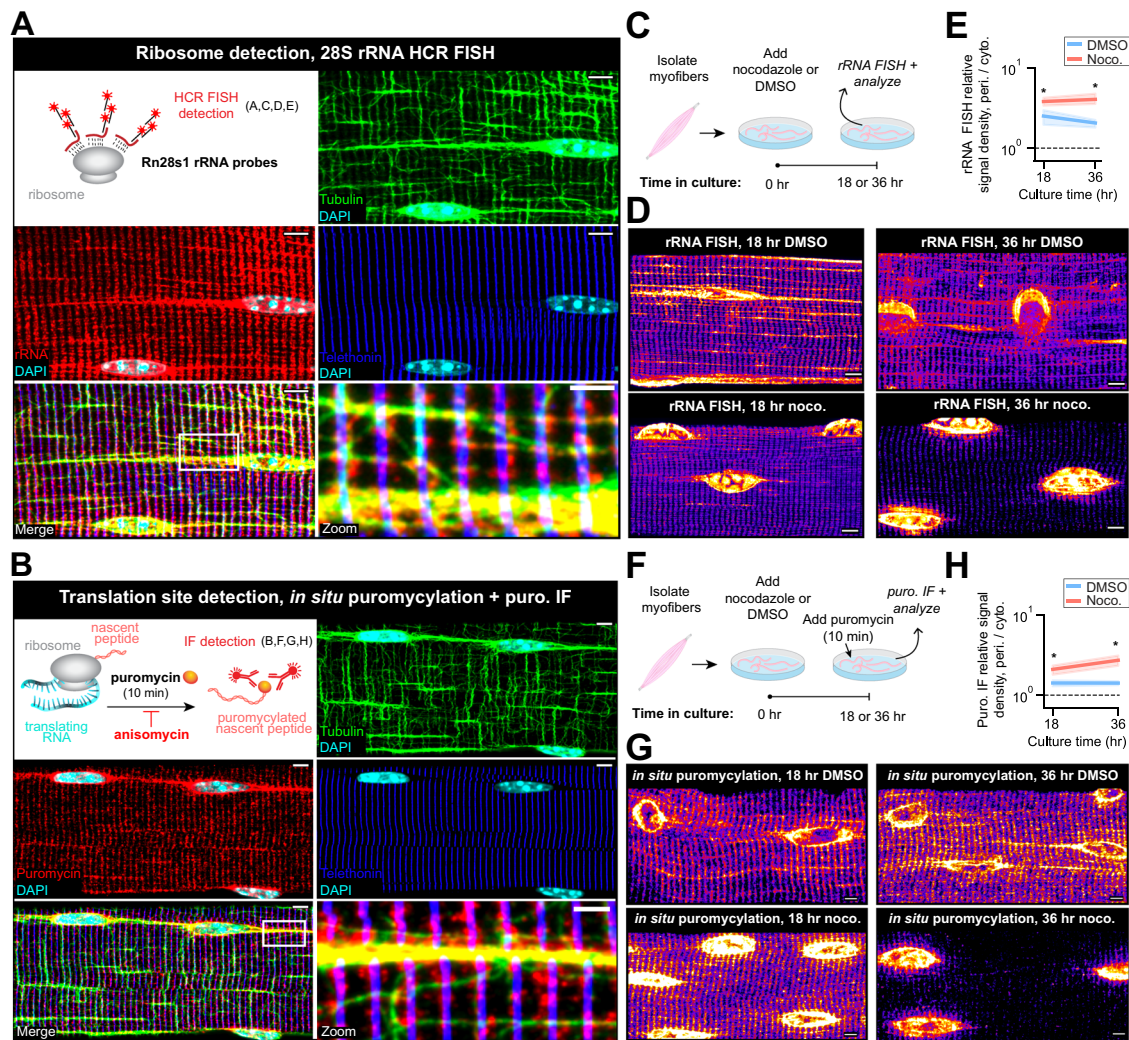 A
Ribosome detection, 28S rRNA HCR FISH
HCR FISH
detection
(A,C,D,E)
Rn28s1 rRNA probes
ribosome
Tubulin
DAPI
rRNA
DAPI
Telethonin
DAPI
Merge
Zoom
B
Translation site detection, in situ puromycylation + puro. IF
nascent
peptide
ribosome
IF detection
(B,F,G,H)
puromycin
(10 min)
translating
RNA
anisomycin
puromycylated
nascent peptide
Tubulin
DAPI
Puromycin
DAPI
Telethonin
DAPI
Merge
Zoom
C
Isolate
myofibers
Add
nocodazole or
DMSO
rRNA FISH +
analyze
Time in culture:
0 hr
18 or 36 hr
D
rRNA FISH, 18 hr DMSO
rRNA FISH, 36 hr DMSO
rRNA FISH, 18 hr noco.
rRNA FISH, 36 hr noco.
E
DMSO
Noco.
rRNA FISH relative
signal density, peri. / cyto.
10¹
10⁰
* *
18 36
Culture time (hr)
F
Isolate
myofibers
Add
nocodazole or
DMSO
Add puromycin
(10 min)
puro. IF +
analyze
Time in culture:
0 hr
18 or 36 hr
G
in situ puromycylation, 18 hr DMSO
in situ puromycylation, 36 hr DMSO
in situ puromycylation, 18 hr noco.
in situ puromycylation, 36 hr noco.
H
DMSO
Noco.
Puro. IF relative signal
density, peri. / cyto.
10¹
10⁰
* *
18 36
Culture time (hr)